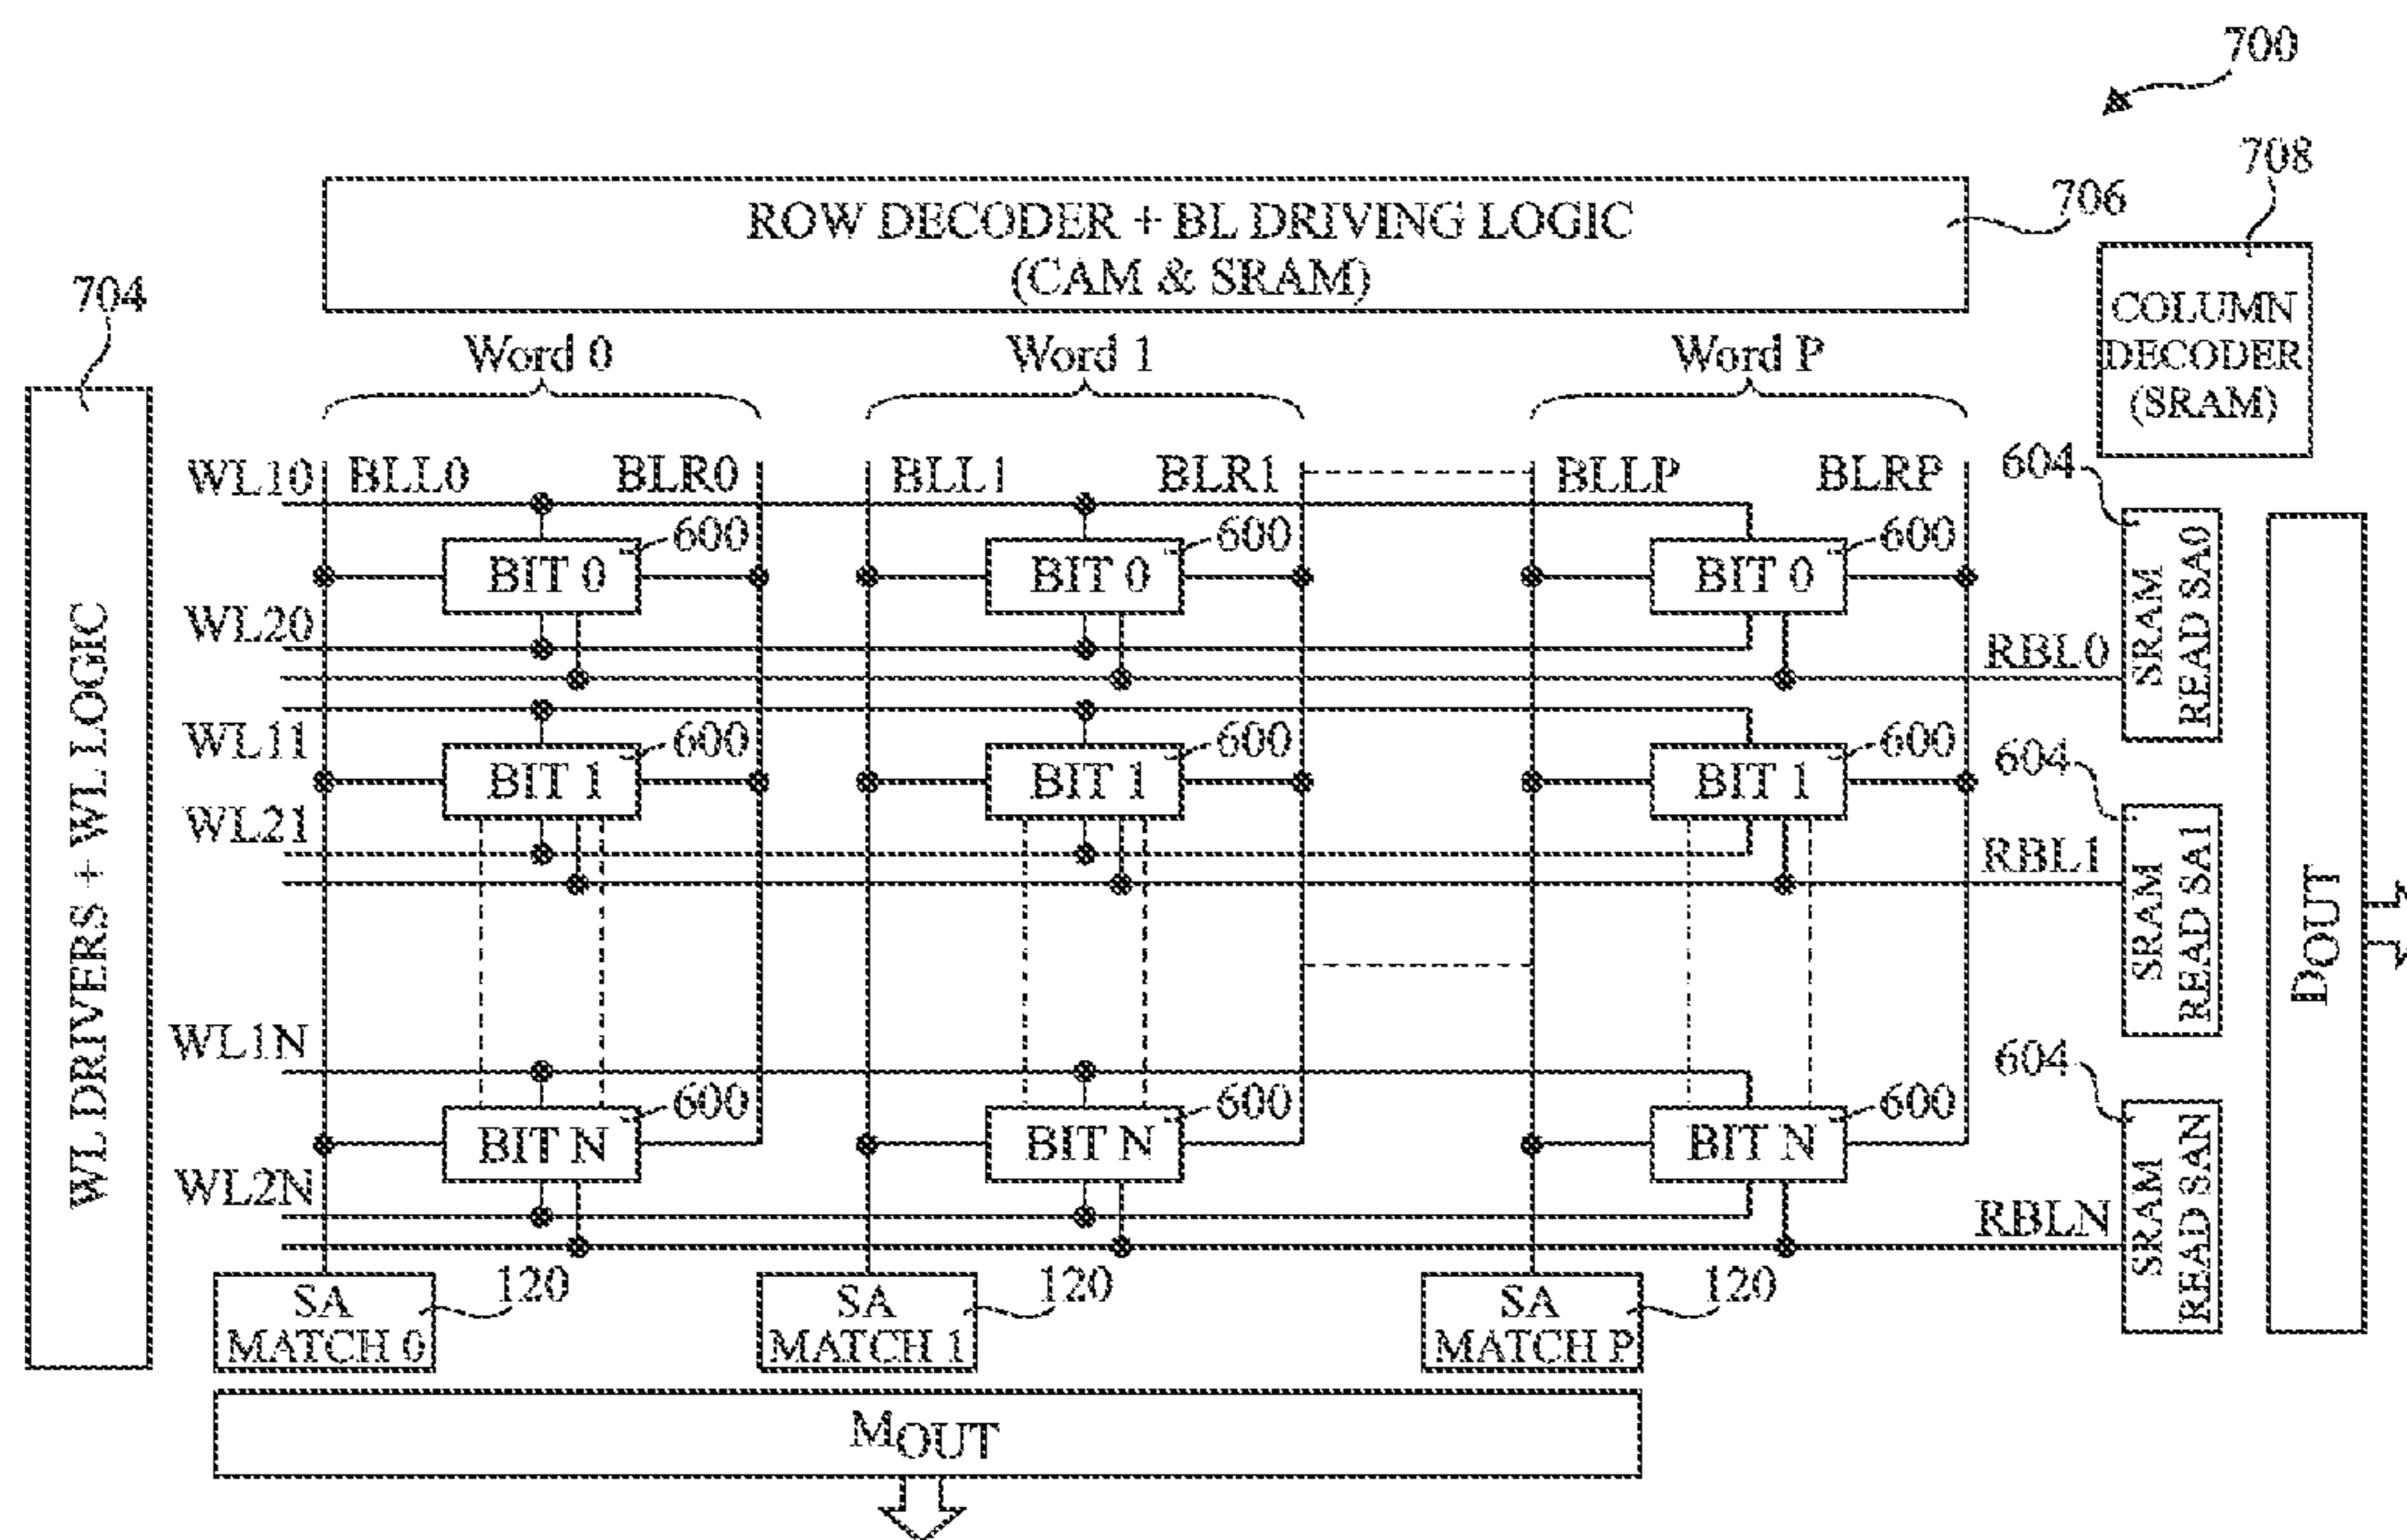 700
708
706
ROW DECODER + BL DRIVING LOGIC
(CAM & SRAM)
COLUMN
DECODER
(SRAM)
704
WL DRIVERS + WL LOGIC
Word 0
Word 1
Word P
WL10
BLL0
BLR0
BLL1
BLR1
BLLP
BLRP
604
BIT 0
600
BIT 0
600
BIT 0
600
SRAM
READ SA0
WL20
RBL0
WL11
BIT 1
600
BIT 1
600
BIT 1
600
604
SRAM
READ SA1
WL21
RBL1
DOUT
WL1N
604
BIT N
600
BIT N
600
BIT N
600
SRAM
READ SAN
WL2N
RBLN
SA
MATCH 0
120
SA
MATCH 1
120
SA
MATCH P
120
MOUT